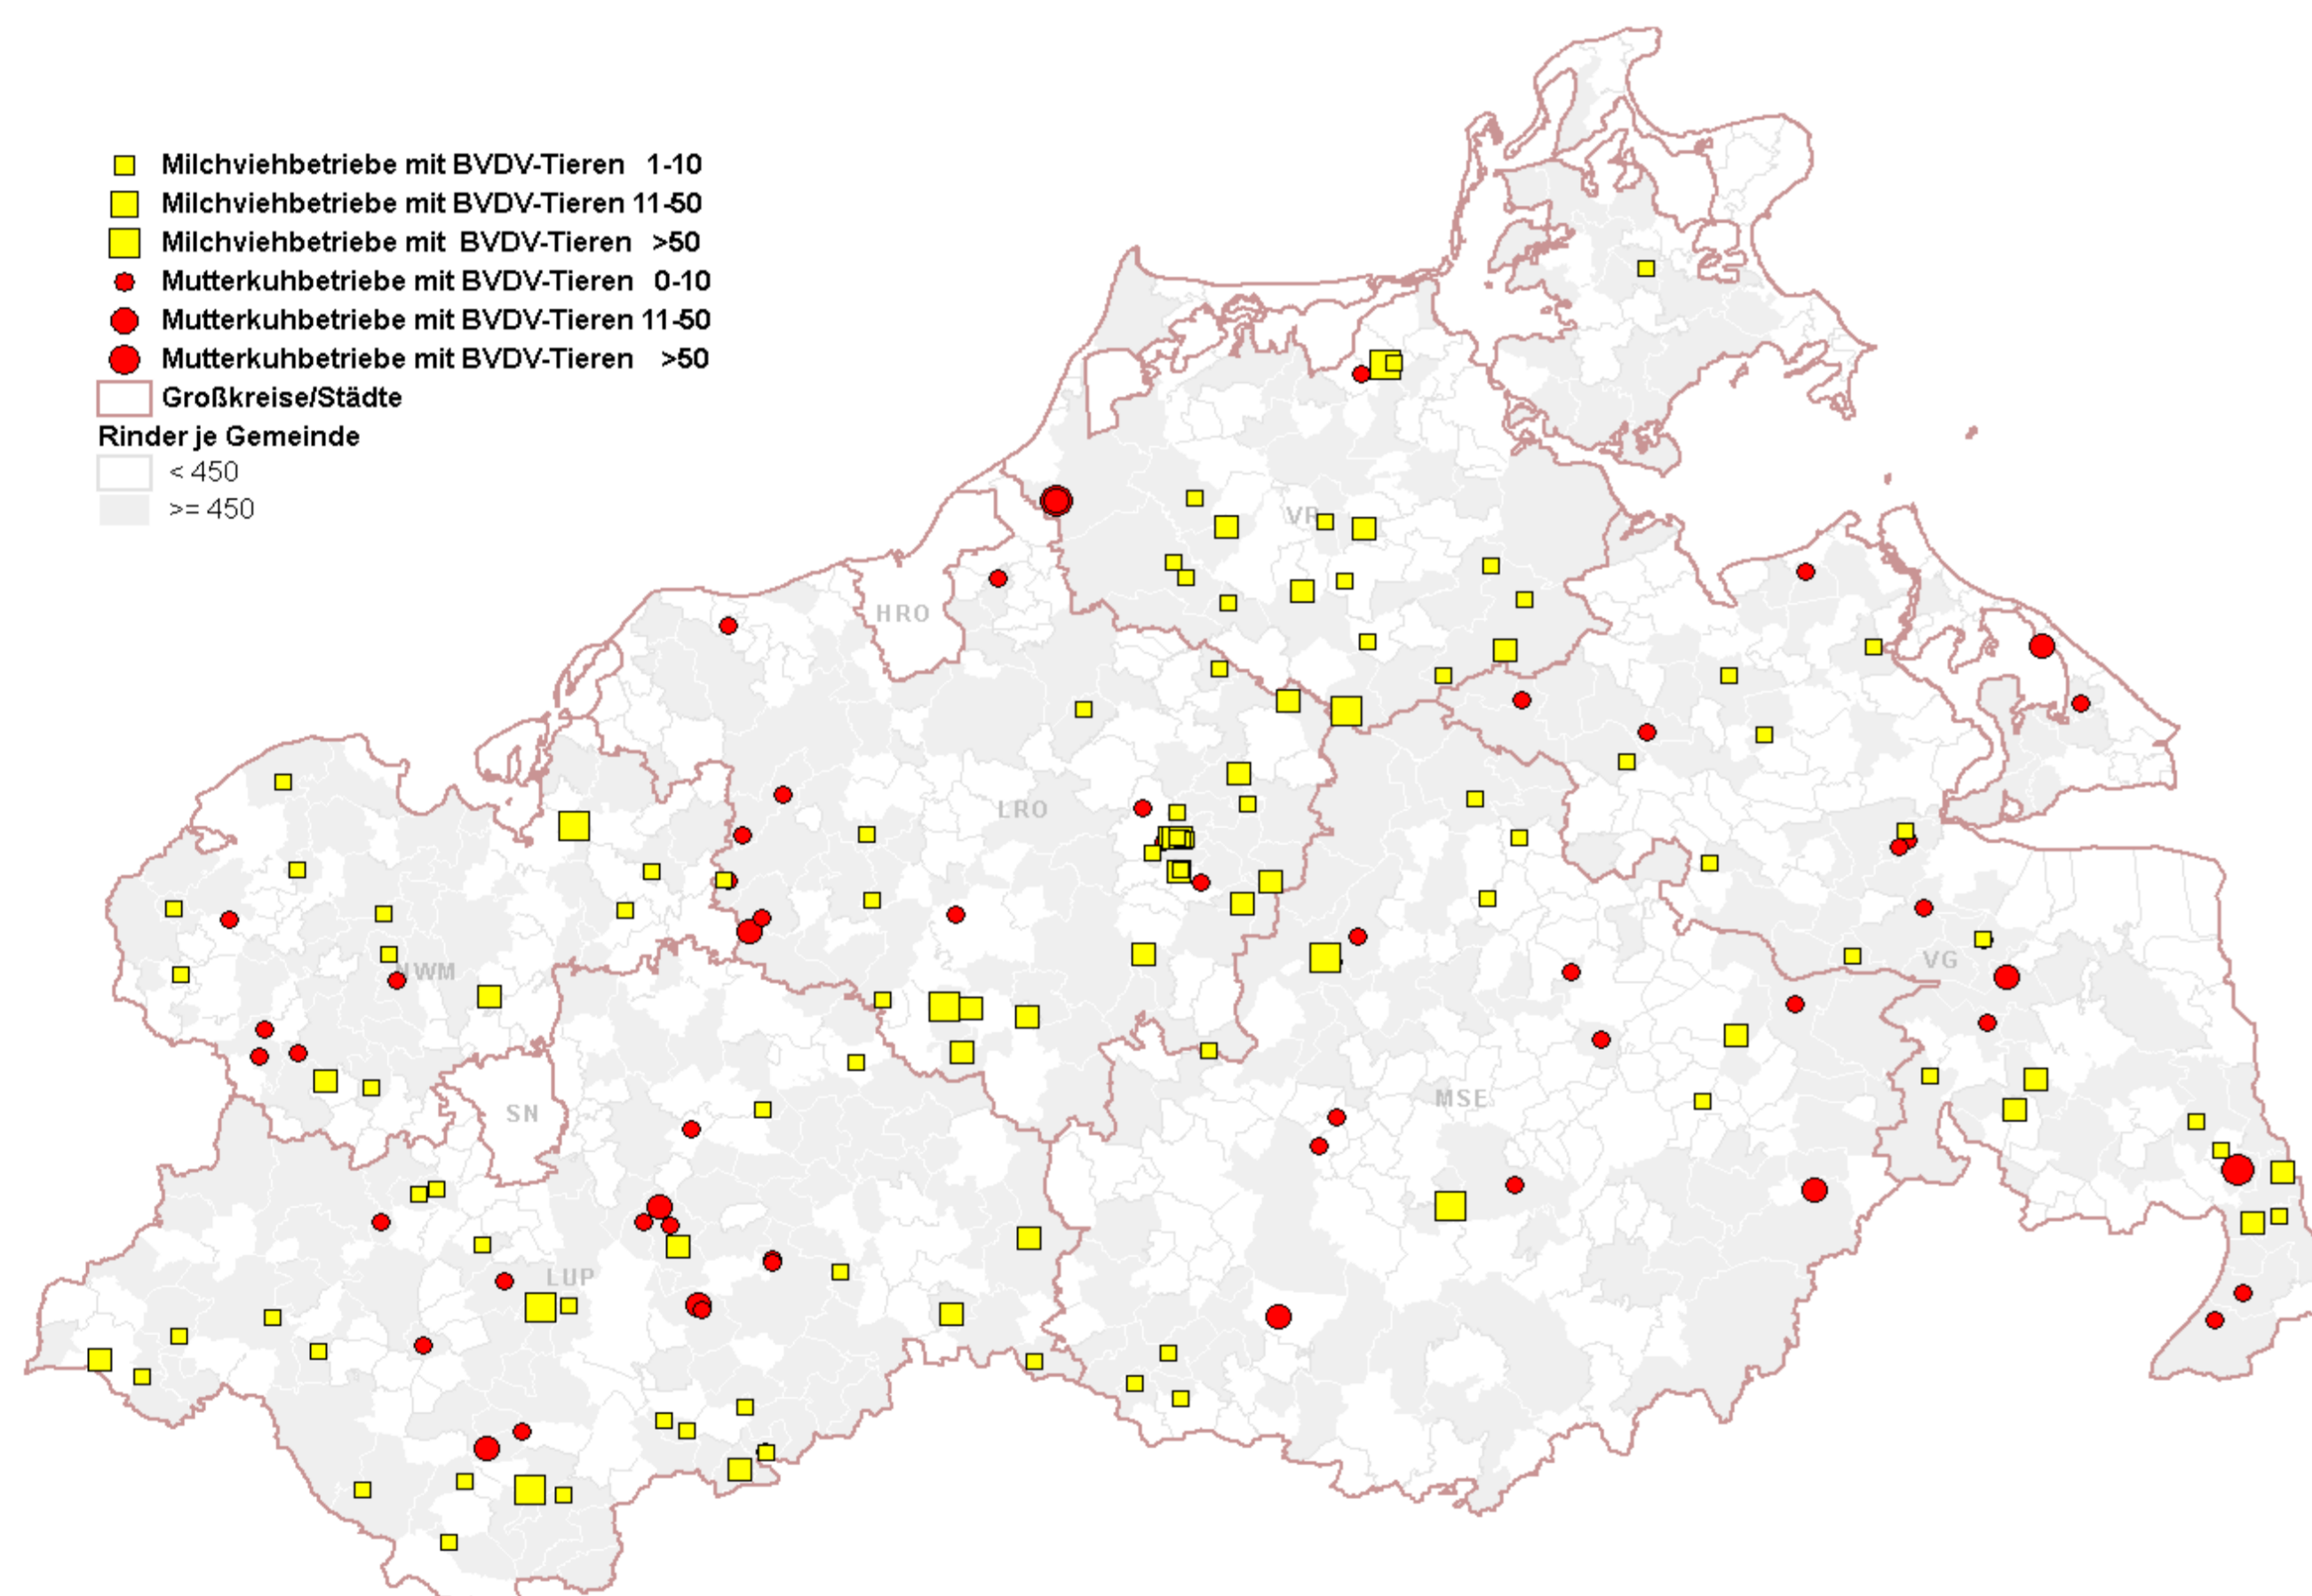 Milchviehbetriebe mit BVDV-Tieren 1-10
Milchviehbetriebe mit BVDV-Tieren 11-50
Milchviehbetriebe mit BVDV-Tieren >50
Mutterkuhbetriebe mit BVDV-Tieren 0-10
Mutterkuhbetriebe mit BVDV-Tieren 11-50
Mutterkuhbetriebe mit BVDV-Tieren >50
Großkreise/Städte
Rinder je Gemeinde
< 450
>= 450
VR
HRO
LRO
NWM
VG
MSE
SN
LUP